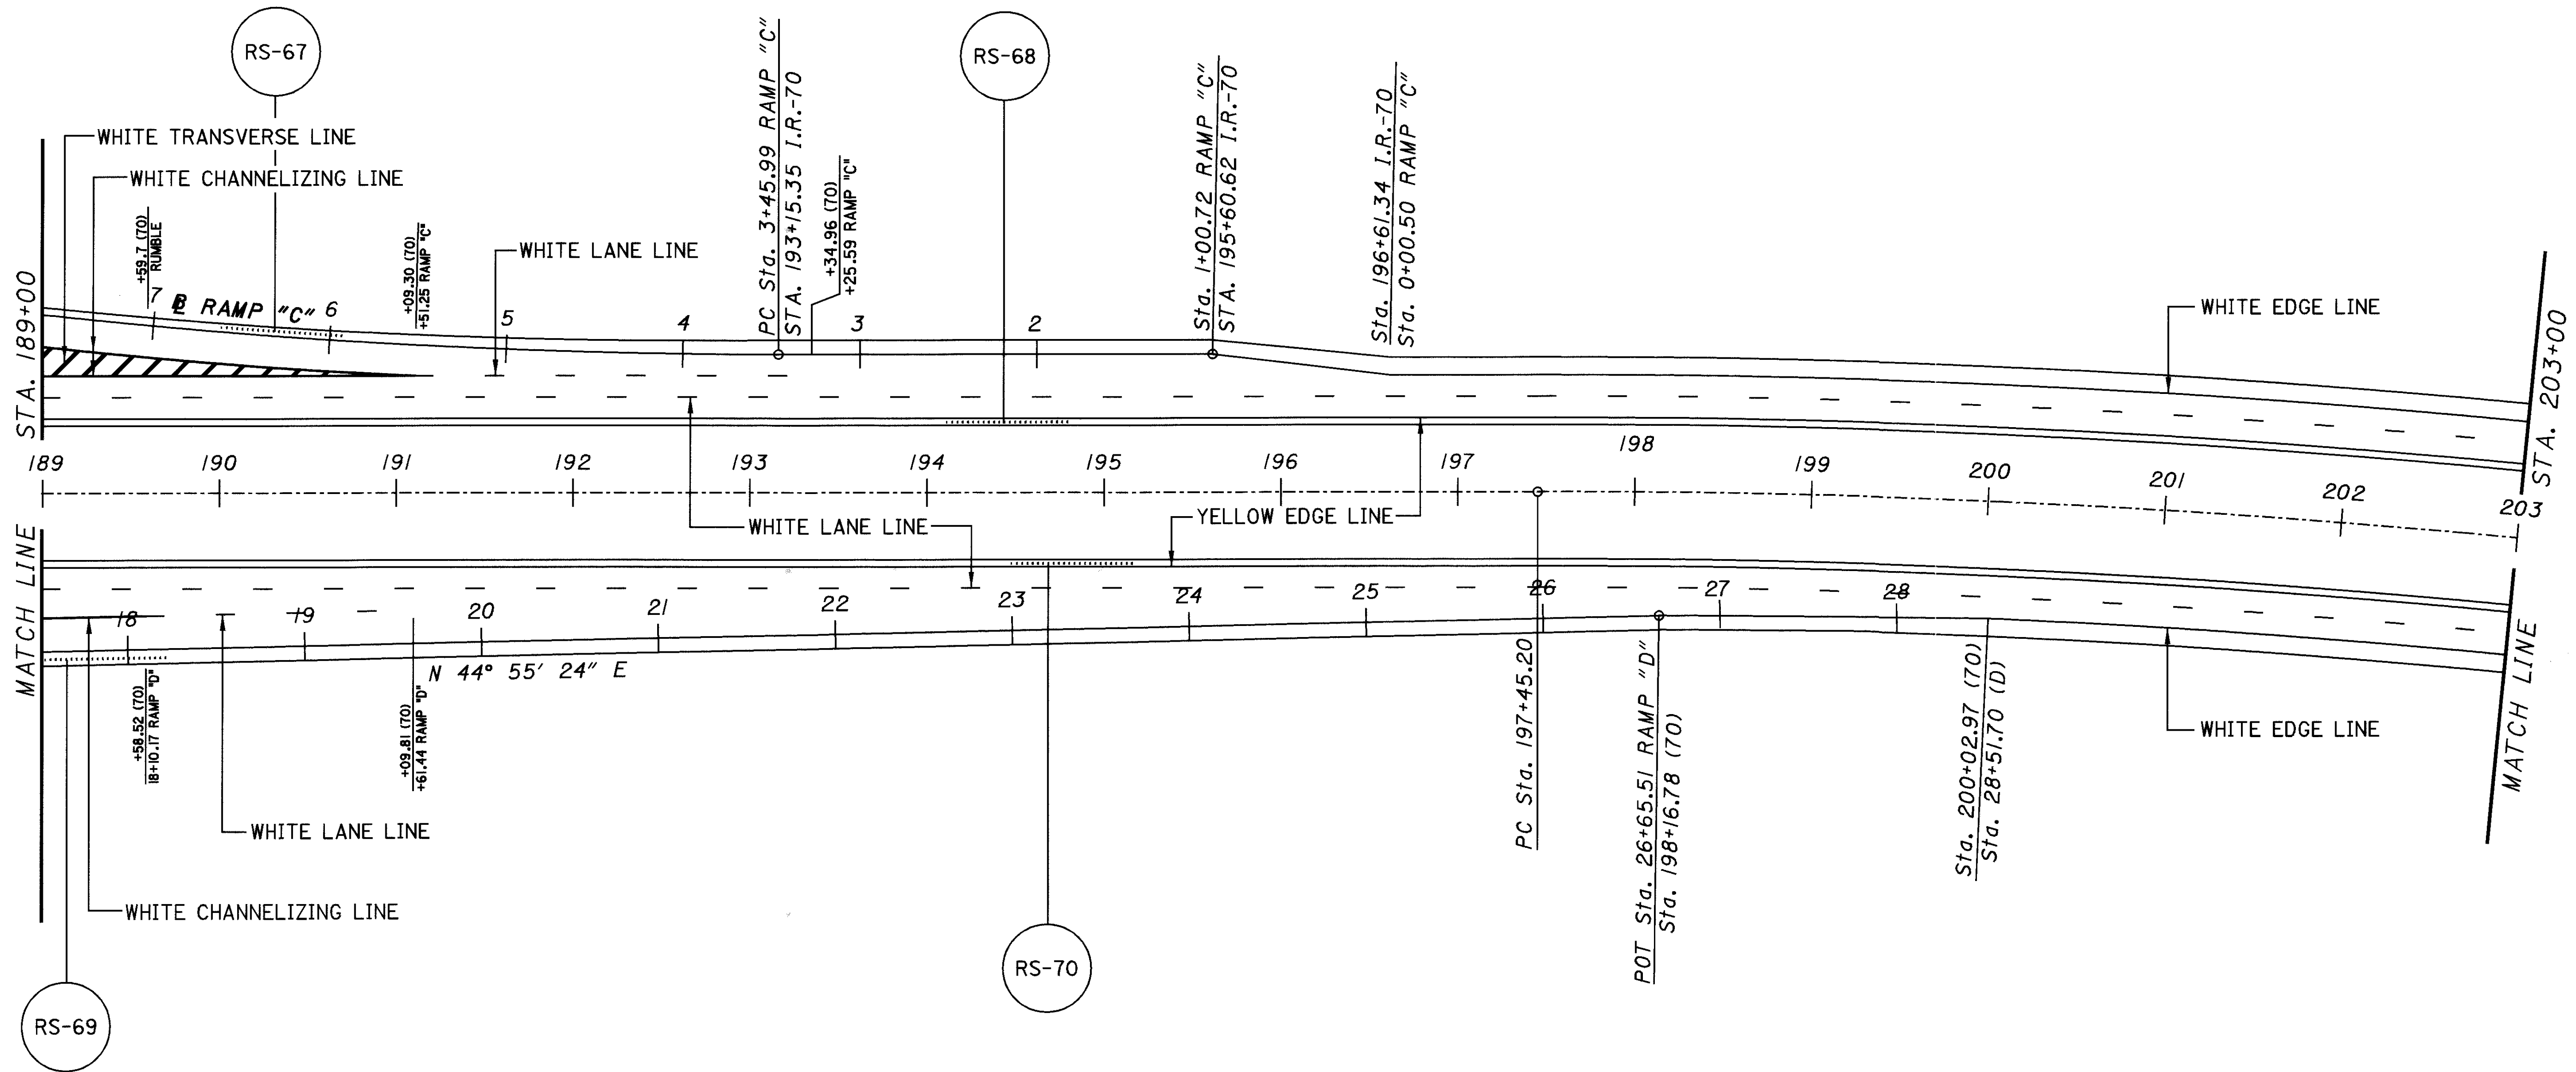 RS-67
RS-68
WHITE TRANSVERSE LINE
WHITE CHANNELIZING LINE
+59.7 (70)
RUMBLE
+09.30 (70)
+51.25 RAMP "C"
WHITE LANE LINE
PC Sta. 3+45.99 RAMP "C"
STA. 193+15.35 I.R.-70
+34.96 (70)
+25.59 RAMP "C"
Sta. 1+00.72 RAMP "C"
STA. 195+60.62 I.R.-70
Sta. 196+61.34 I.R.-70
Sta. 0+00.50 RAMP "C"
WHITE EDGE LINE
STA. 189+00
STA. 203+00
7 ℄ RAMP "C" 6 5 4 3 2
189 190 191 192 193 194 195 196 197 198 199 200 201 202 203
WHITE LANE LINE
YELLOW EDGE LINE
MATCH LINE
MATCH LINE
18 19 20 21 22 23 24 25 26 27 28
N 44° 55' 24" E
+58.52 (70)
18+10.17 RAMP "D"
+09.81 (70)
+61.44 RAMP "D"
PC Sta. 197+45.20
POT Sta. 26+65.51 RAMP "D"
Sta. 198+16.78 (70)
Sta. 200+02.97 (70)
Sta. 28+51.70 (D)
WHITE EDGE LINE
WHITE LANE LINE
WHITE CHANNELIZING LINE
RS-69
RS-70